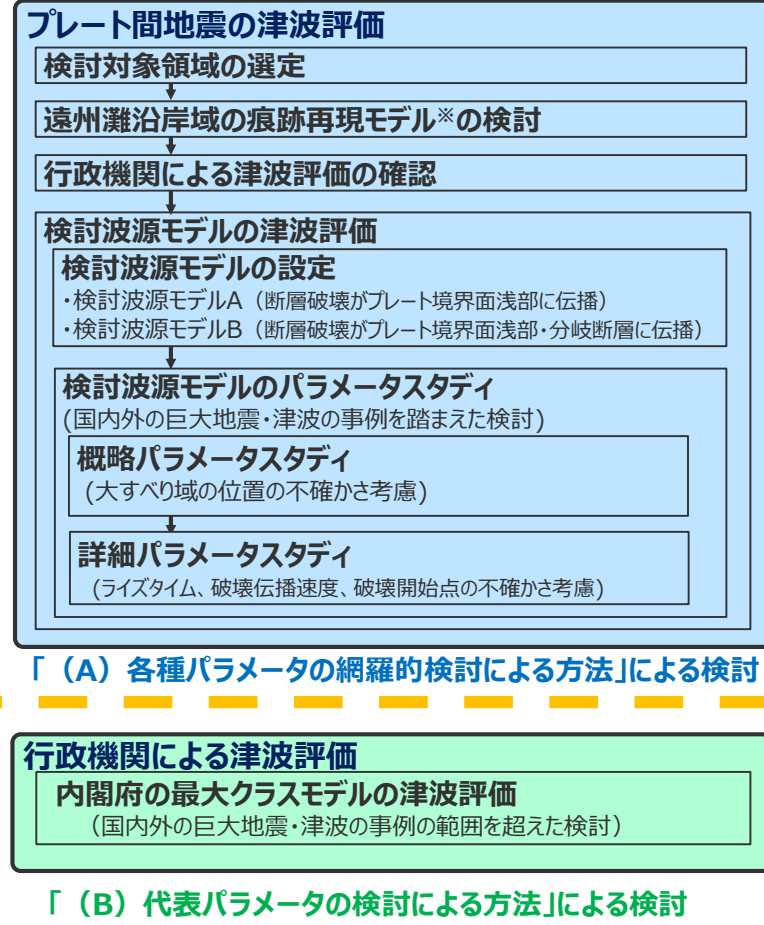 プレート間地震の津波評価
検討対象領域の選定
遠州灘沿岸域の痕跡再現モデル※の検討
行政機関による津波評価の確認
検討波源モデルの津波評価
検討波源モデルの設定
・検討波源モデルA（断層破壊がプレート境界面浅部に伝播）
・検討波源モデルB（断層破壊がプレート境界面浅部・分岐断層に伝播）
検討波源モデルのパラメータスタディ
(国内外の巨大地震・津波の事例を踏まえた検討)
概略パラメータスタディ
(大すべり域の位置の不確かさ考慮)
詳細パラメータスタディ
(ライズタイム、破壊伝播速度、破壊開始点の不確かさ考慮)
「（A）各種パラメータの網羅的検討による方法」による検討
行政機関による津波評価
内閣府の最大クラスモデルの津波評価
（国内外の巨大地震・津波の事例の範囲を超えた検討）
「（B）代表パラメータの検討による方法」による検討